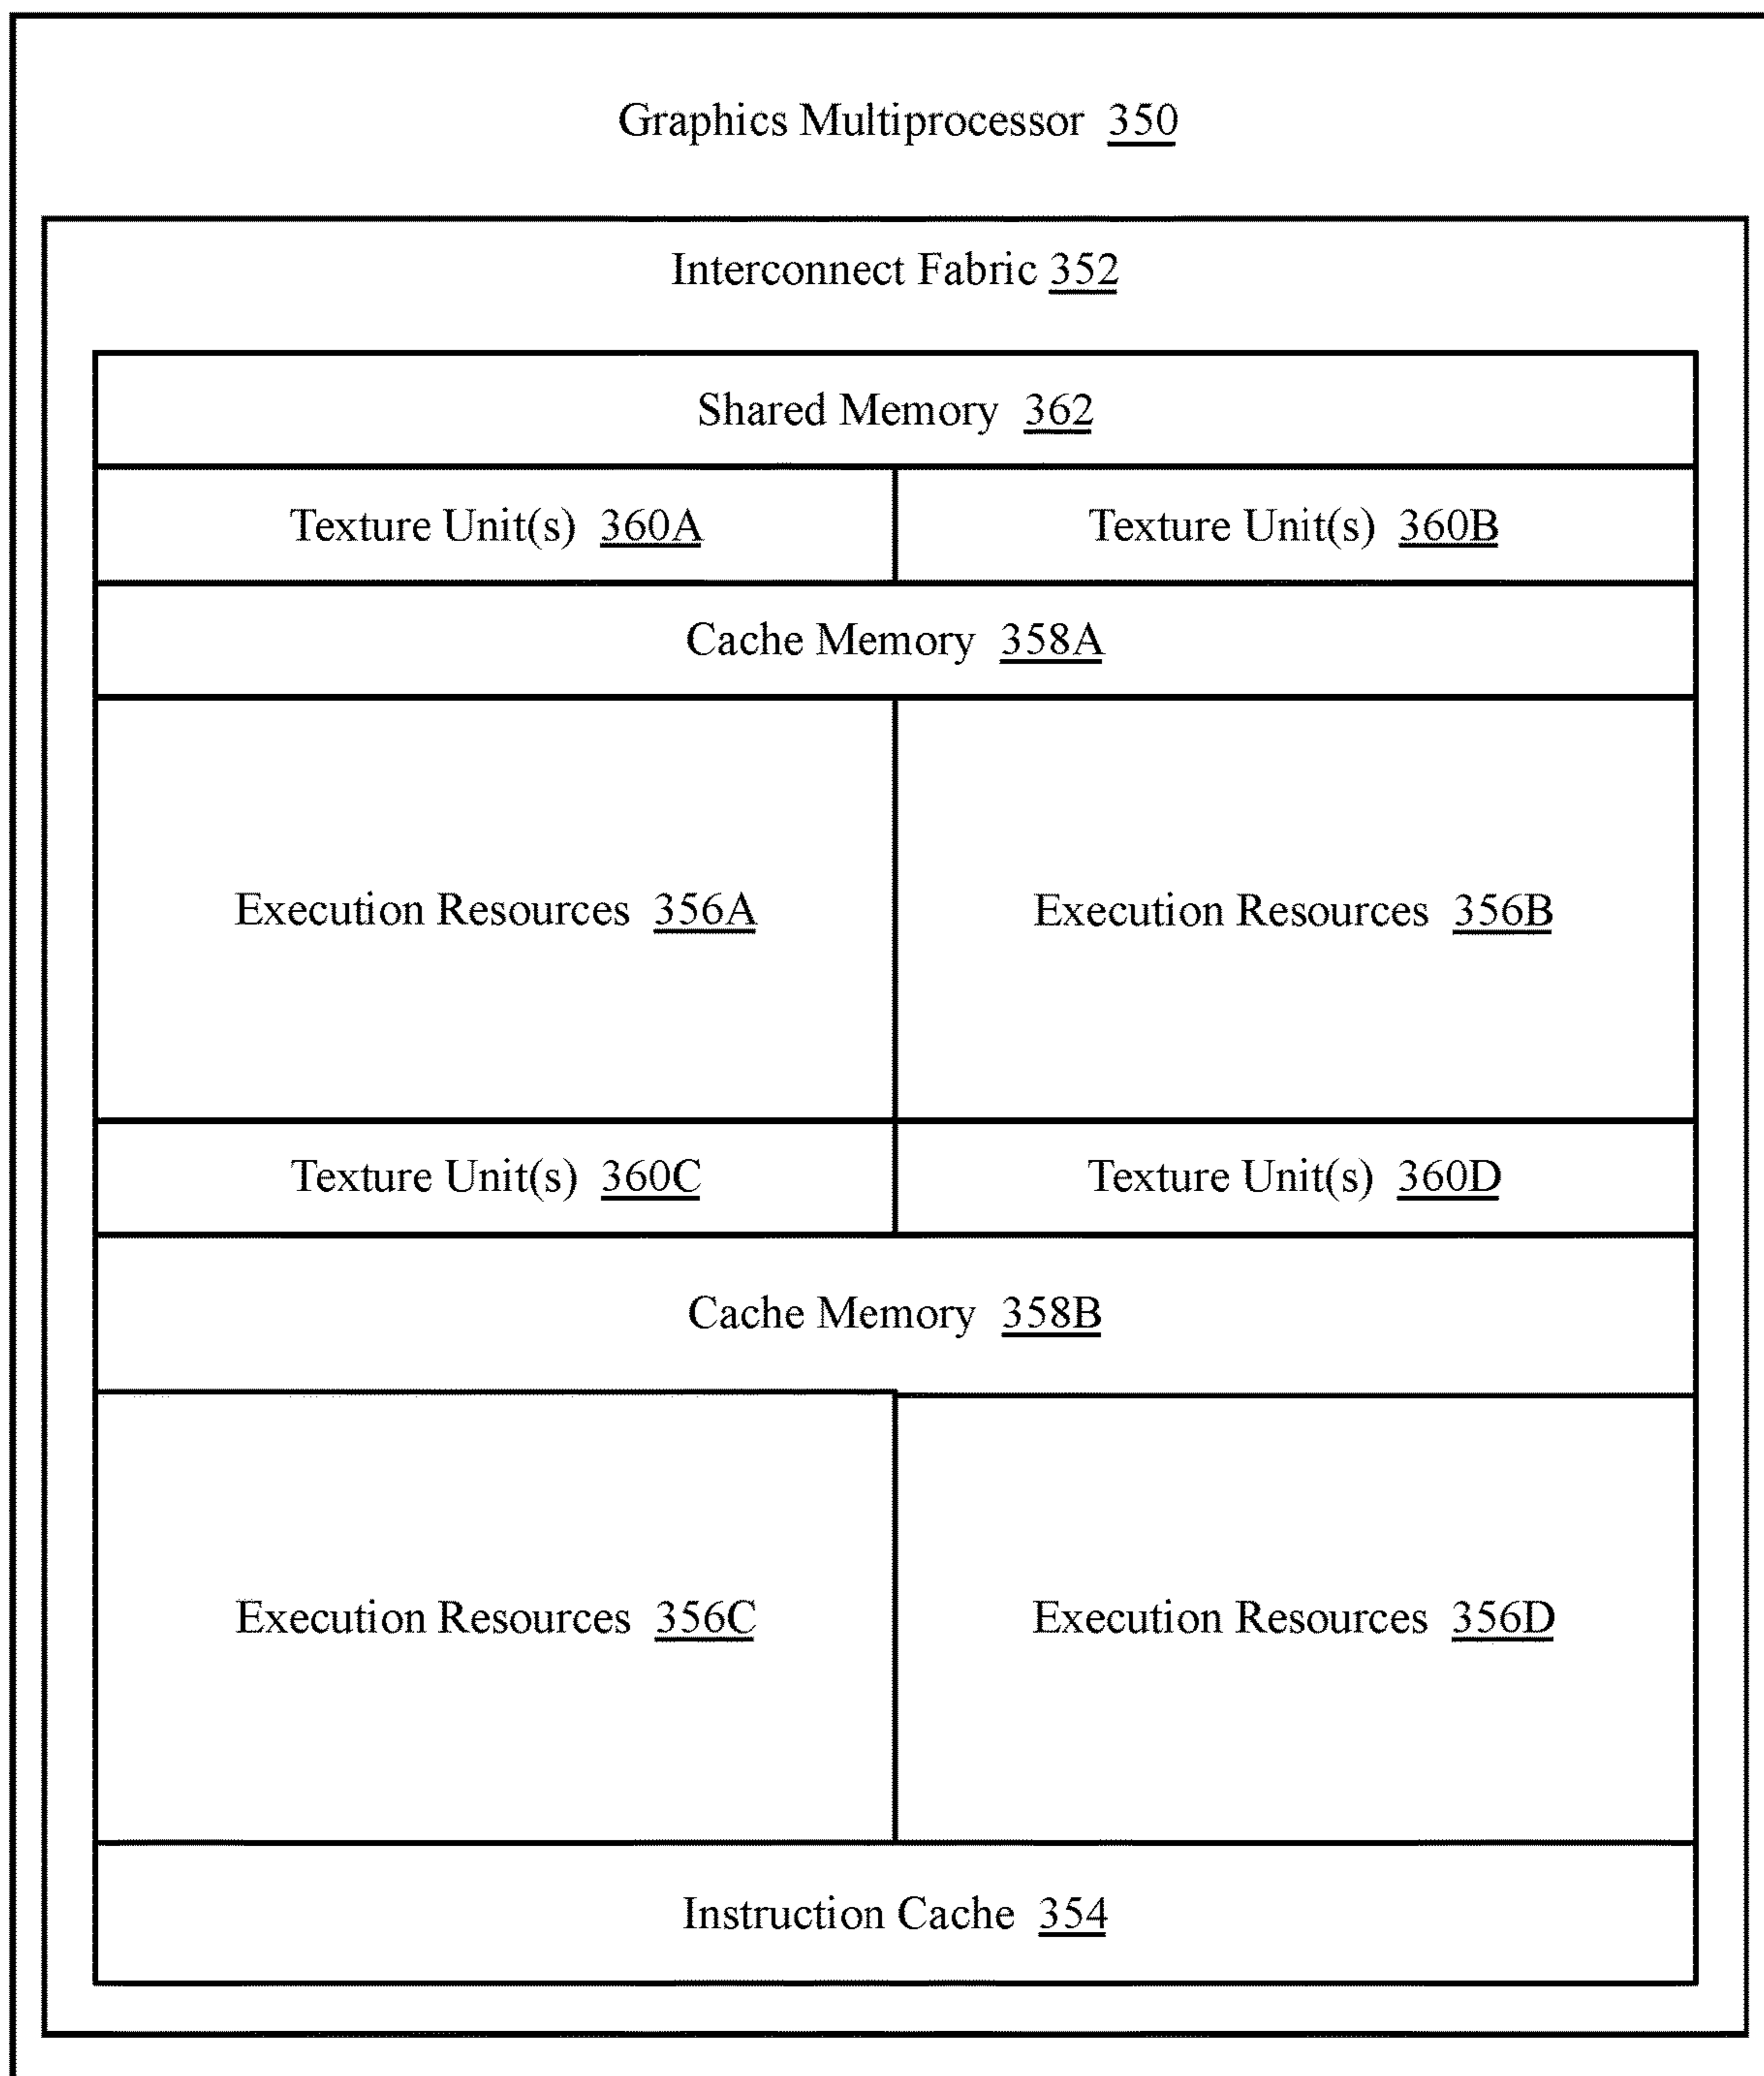 Graphics Multiprocessor 350
Interconnect Fabric 352
Shared Memory 362
Texture Unit(s) 360A
Texture Unit(s) 360B
Cache Memory 358A
Execution Resources 356A
Execution Resources 356B
Texture Unit(s) 360C
Texture Unit(s) 360D
Cache Memory 358B
Execution Resources 356C
Execution Resources 356D
Instruction Cache 354